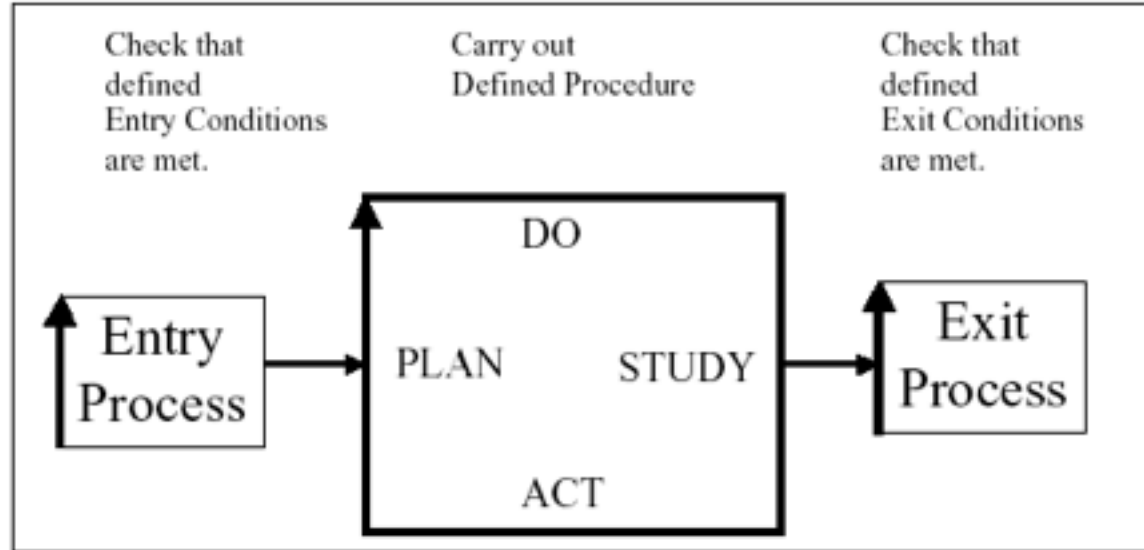 Check that
defined
Entry Conditions
are met.
Carry out
Defined Procedure
Check that
defined
Exit Conditions
are met.
Entry
Process
DO
PLAN
STUDY
ACT
Exit
Process